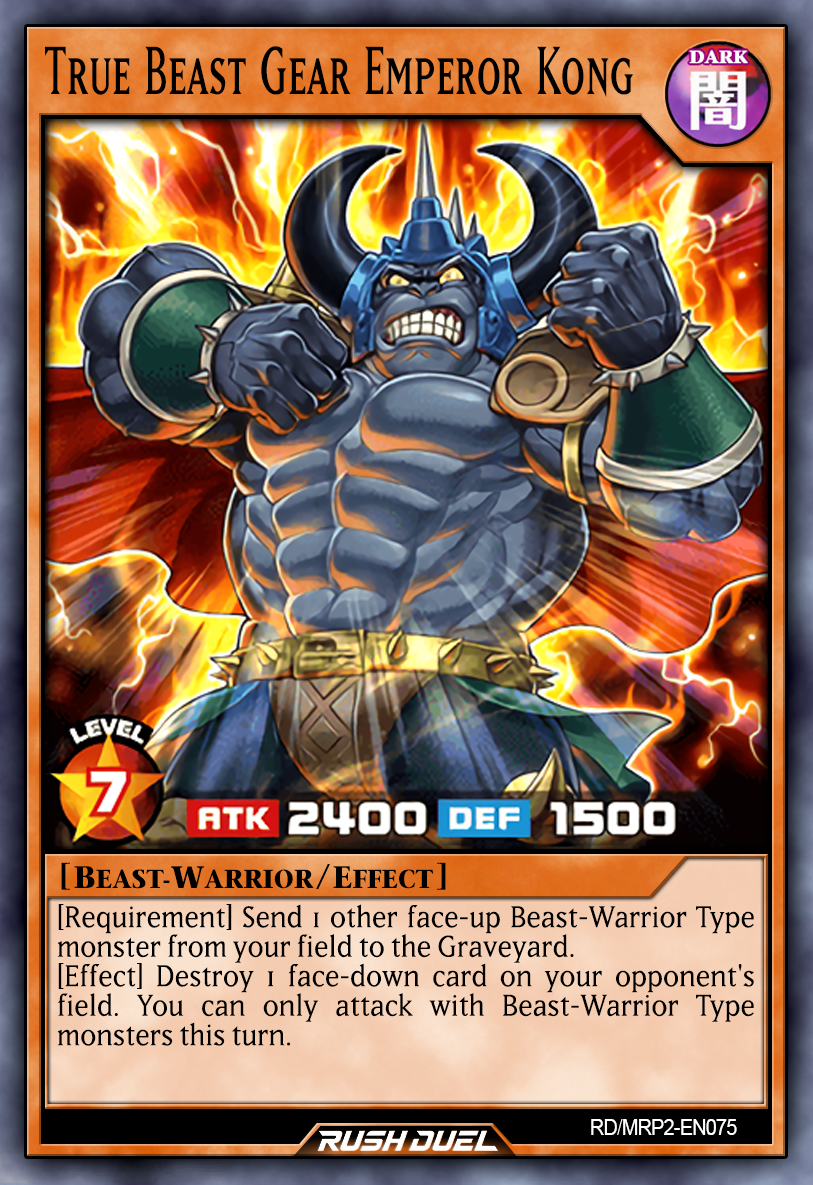 True Beast Gear Emperor Kong
DARK
闇
LEVEL
7
ATK 2400 DEF 1500
[Beast-Warrior/Effect]
[Requirement] Send 1 other face-up Beast-Warrior Type
monster from your field to the Graveyard.
[Effect] Destroy 1 face-down card on your opponent's
field. You can only attack with Beast-Warrior Type
monsters this turn.
RD/MRP2-EN075
RUSH DUEL